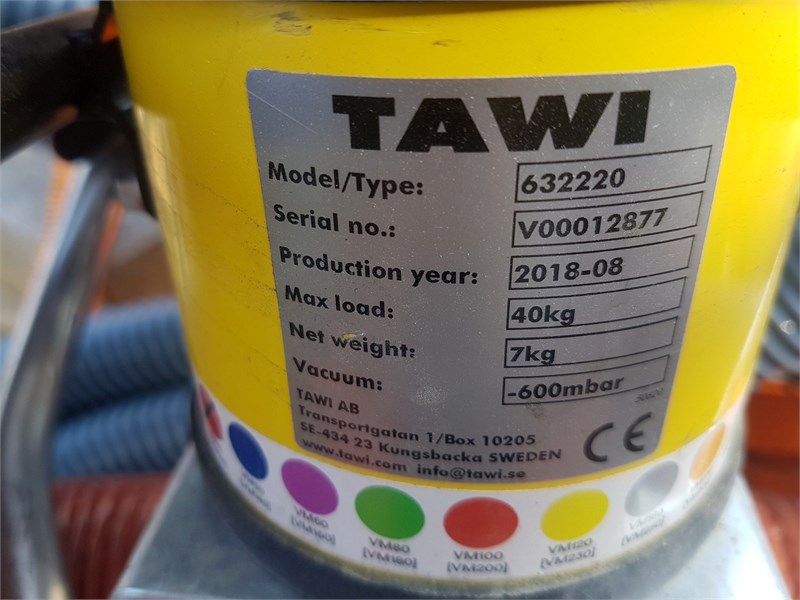 TAWI
Model/Type: 632220
Serial no.: V00012877
Production year: 2018-08
Max load: 40kg
Net weight: 7kg
Vacuum: -600mbar
TAWI AB
Transportgatan 1/Box 10205
SE-434 23 Kungsbacka SWEDEN
www.tawi.com info@tawi.se
CE
VM60 VM80 VM100 VM120
[VM160] [VM180] [VM200] [VM230]